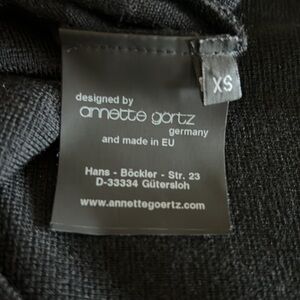 XS
designed by
annette görtz
germany
and made in EU
Hans - Böckler - Str. 23
D-33334 Gütersloh
www.annettegoertz.com